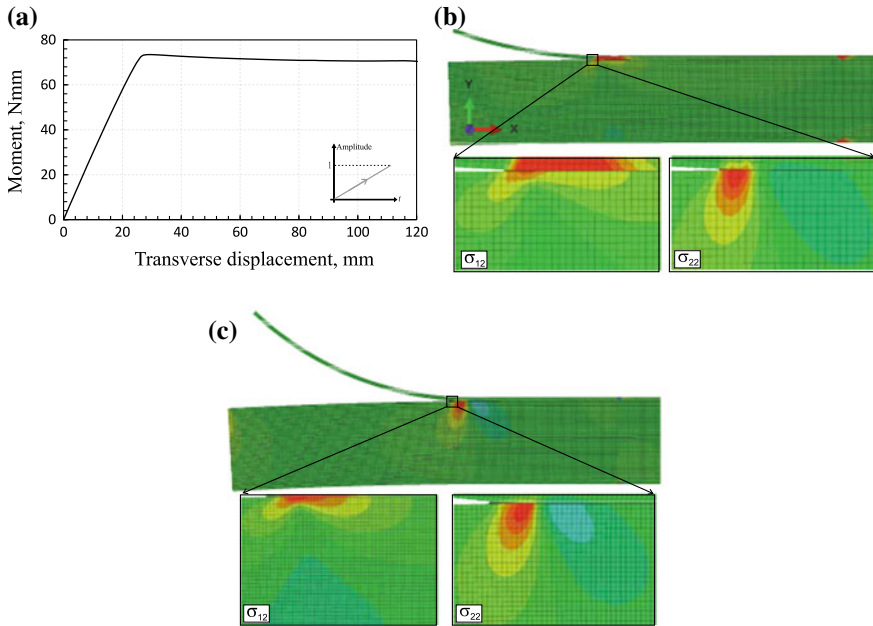 (a)
80
60
40
20
0
Moment, Nmm
0 20 40 60 80 100 120
Transverse displacement, mm
Amplitude
1
t
(b)
Y
X
σ12
σ22
(c)
σ12
σ22